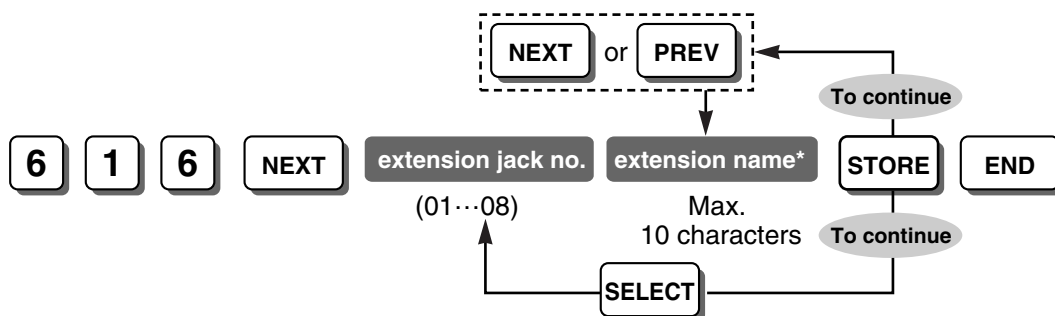 NEXT or PREV
To continue
6 1 6 NEXT extension jack no. extension name* STORE END
(01···08) Max.
10 characters To continue
SELECT